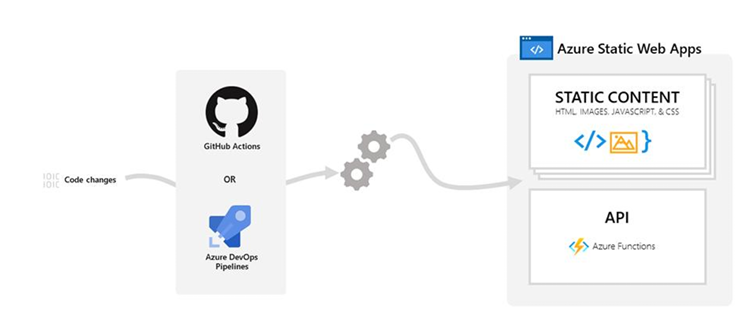 Azure Static Web Apps
STATIC CONTENT
HTML, IMAGES, JAVASCRIPT, & CSS
GitHub Actions
Code changes
OR
API
Azure Functions
Azure DevOps
Pipelines